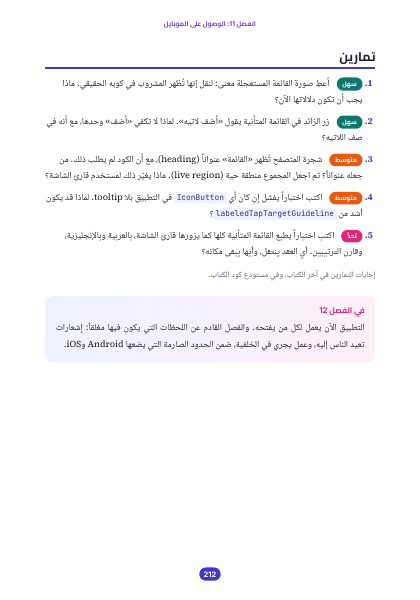 الفصل 11: الوصول على الموبايل
تمارين
1. سهل أعطِ صورة القائمة المستعجلة معنى: لنقل إنها تُظهر المشروب في كوبه الحقيقي. ماذا
يجب أن تكون دلالاتها الآن؟
2. سهل زر الزائد في القائمة المتأنية يقول «أضف لاتيه». لماذا لا تكفي «أضف» وحدها، مع أنه في
صف اللاتيه؟
3. متوسط شجرة المتصفح تُظهر «القائمة» عنواناً (heading)، مع أن الكود لم يطلب ذلك. من
جعله عنواناً؟ ثم اجعل المجموع منطقة حية (live region). ماذا يغيّر ذلك لمستخدم قارئ الشاشة؟
4. متوسط اكتب اختباراً يفشل إن كان أي IconButton في التطبيق بلا tooltip. لماذا قد يكون
أشد من labeledTapTargetGuideline؟
5. تحدٍّ اكتب اختباراً يطبع القائمة المتأنية كلها كما يزورها قارئ الشاشة، بالعربية وبالإنجليزية،
وقارن الترتيبين. أي العقد ينتقل، وأيها يبقى مكانه؟
إجابات التمارين في آخر الكتاب، وفي مستودع كود الكتاب.
في الفصل 12
التطبيق الآن يعمل لكل من يفتحه. والفصل القادم عن اللحظات التي يكون فيها مغلقاً: إشعارات
تعيد الناس إليه، وعمل يجري في الخلفية، ضمن الحدود الصارمة التي يضعها Android وiOS.
212